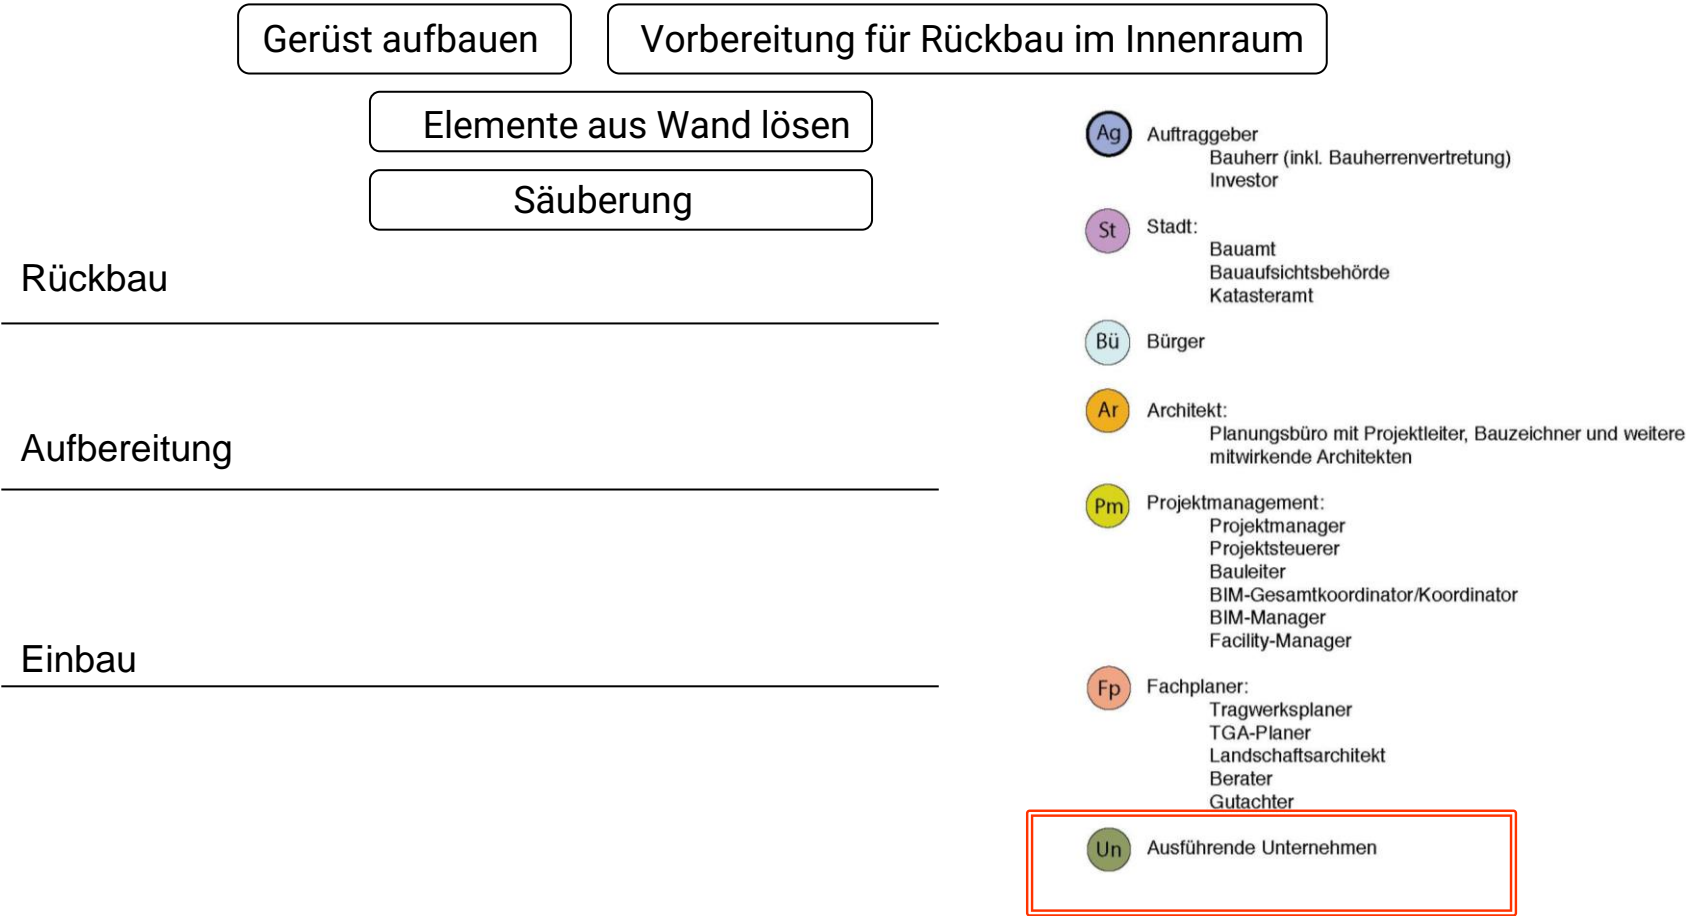 Gerüst aufbauen
Vorbereitung für Rückbau im Innenraum
Elemente aus Wand lösen
Säuberung
Rückbau
Aufbereitung
Einbau
Ag Auftraggeber
Bauherr (inkl. Bauherrenvertretung)
Investor
St Stadt:
Bauamt
Bauaufsichtsbehörde
Katasteramt
Bü Bürger
Ar Architekt:
Planungsbüro mit Projektleiter, Bauzeichner und weitere
mitwirkende Architekten
Pm Projektmanagement:
Projektmanager
Projektsteuerer
Bauleiter
BIM-Gesamtkoordinator/Koordinator
BIM-Manager
Facility-Manager
Fp Fachplaner:
Tragwerksplaner
TGA-Planer
Landschaftsarchitekt
Berater
Gutachter
Un Ausführende Unternehmen